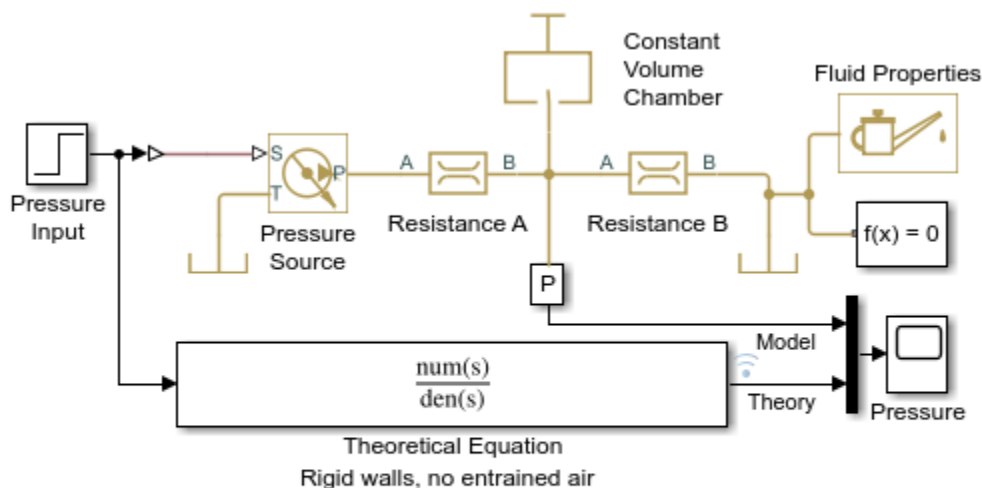 Constant
Volume
Chamber
Fluid Properties
Pressure
Input
S
T
P
Pressure
Source
A
B
Resistance A
A
B
Resistance B
f(x) = 0
P
Model
num(s)
den(s)
Theory
Pressure
Theoretical Equation
Rigid walls, no entrained air